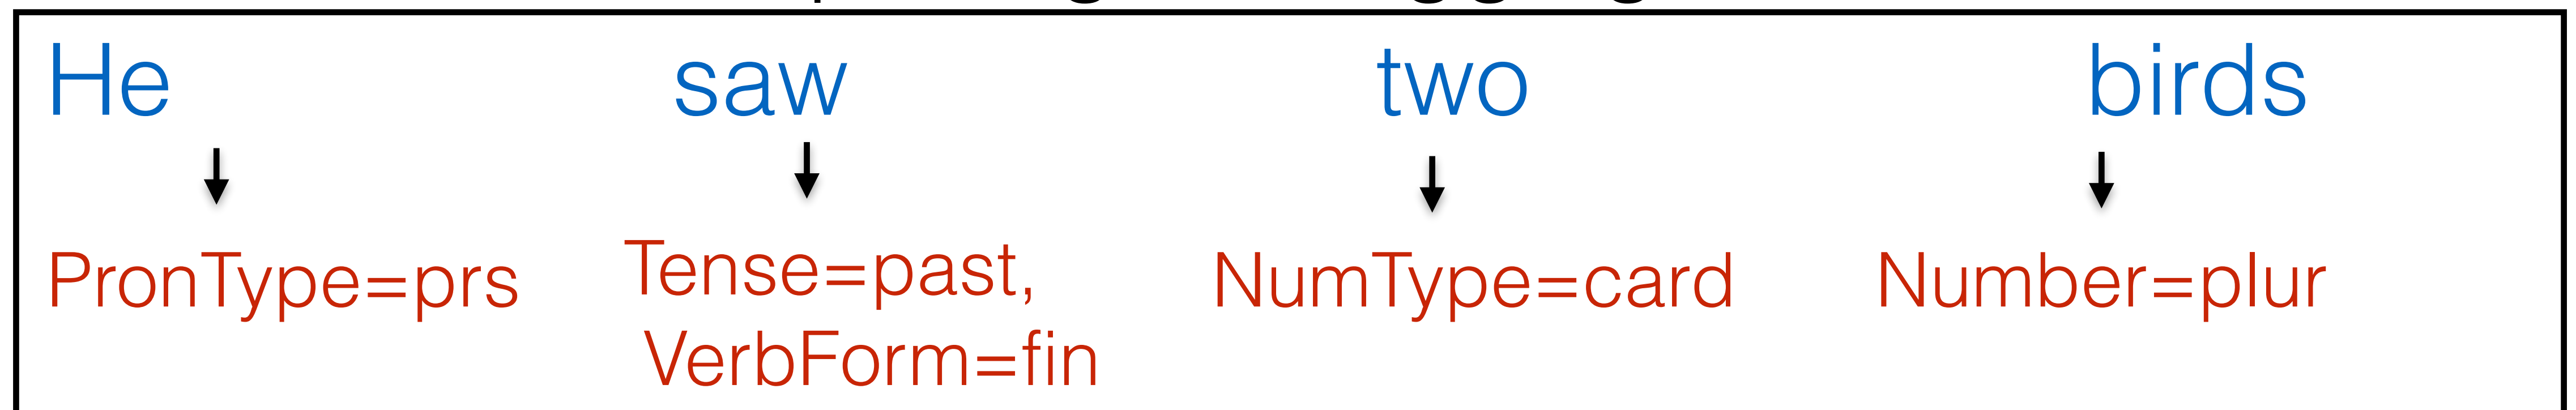 He saw two birds
PronType=prs Tense=past, NumType=card Number=plur
VerbForm=fin